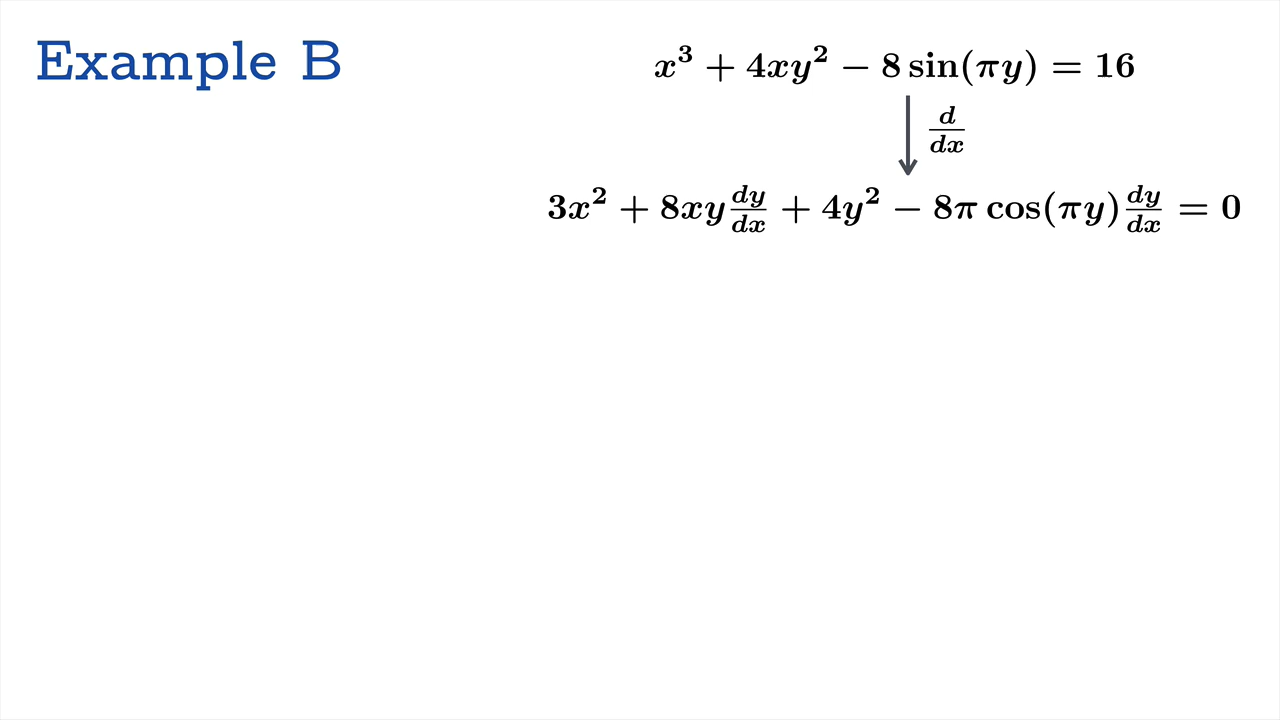 Example B
x³ + 4xy² − 8 sin(πy) = 16
d/dx
3x² + 8xy dy/dx + 4y² − 8π cos(πy) dy/dx = 0